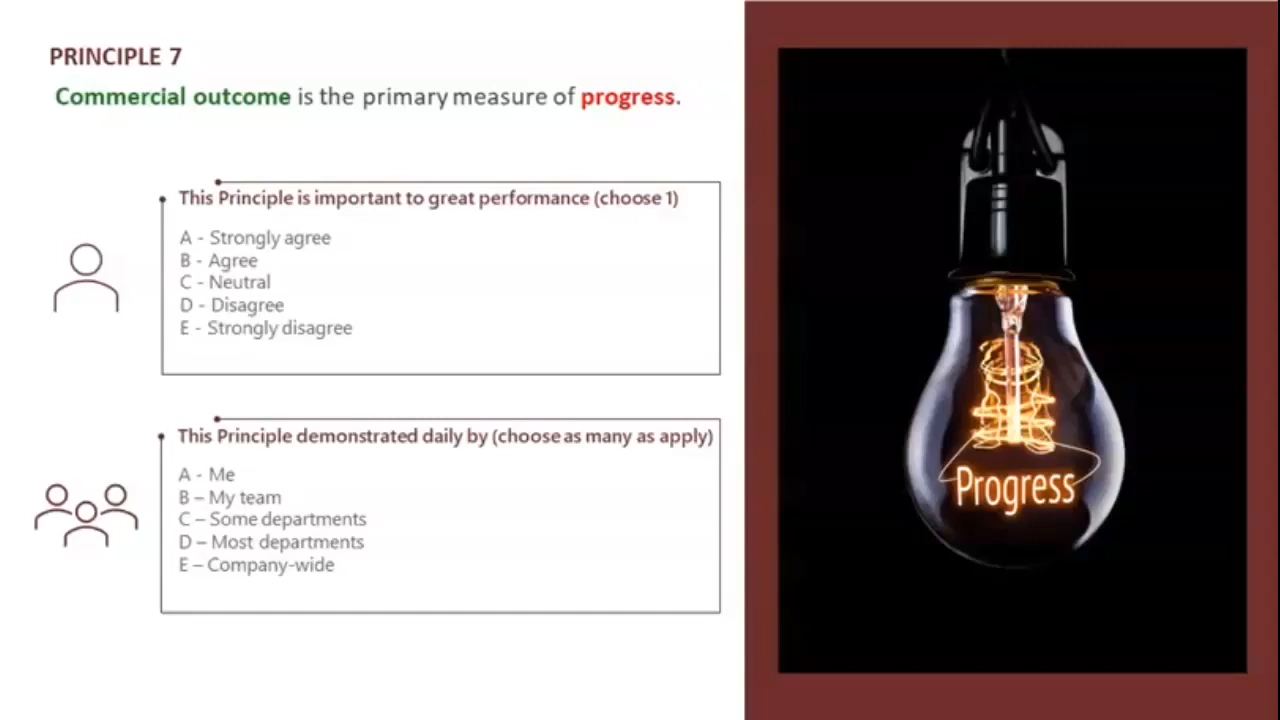 PRINCIPLE 7
Commercial outcome is the primary measure of progress.
This Principle is important to great performance (choose 1)
A - Strongly agree
B - Agree
C - Neutral
D - Disagree
E - Strongly disagree
This Principle demonstrated daily by (choose as many as apply)
A - Me
B – My team
C – Some departments
D – Most departments
E – Company-wide
Progress